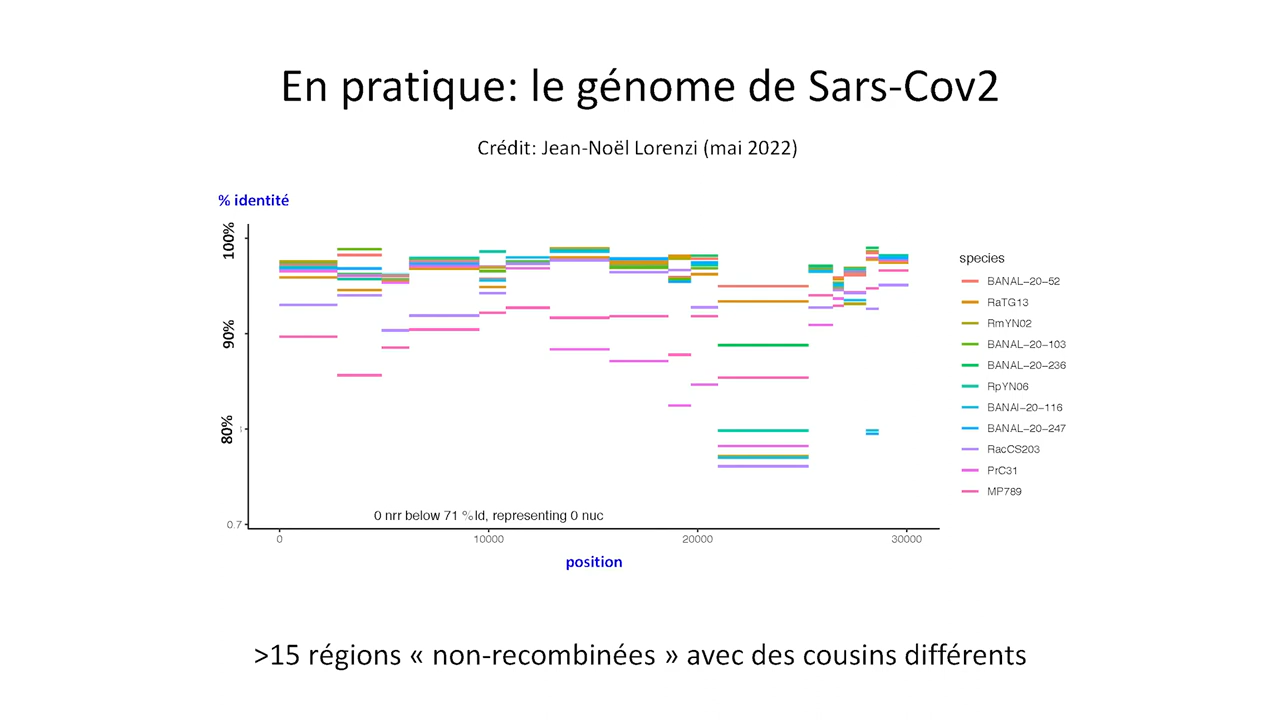 En pratique: le génome de Sars-Cov2
Crédit: Jean-Noël Lorenzi (mai 2022)
% identité
100%
90%
80%
0.7
0 nrr below 71 %Id, representing 0 nuc
0
10000
20000
30000
position
species
BANAL-20-52
RaTG13
RmYN02
BANAL-20-103
BANAL-20-236
RpYN06
BANAl-20-116
BANAL-20-247
RacCS203
PrC31
MP789
>15 régions « non-recombinées » avec des cousins différents